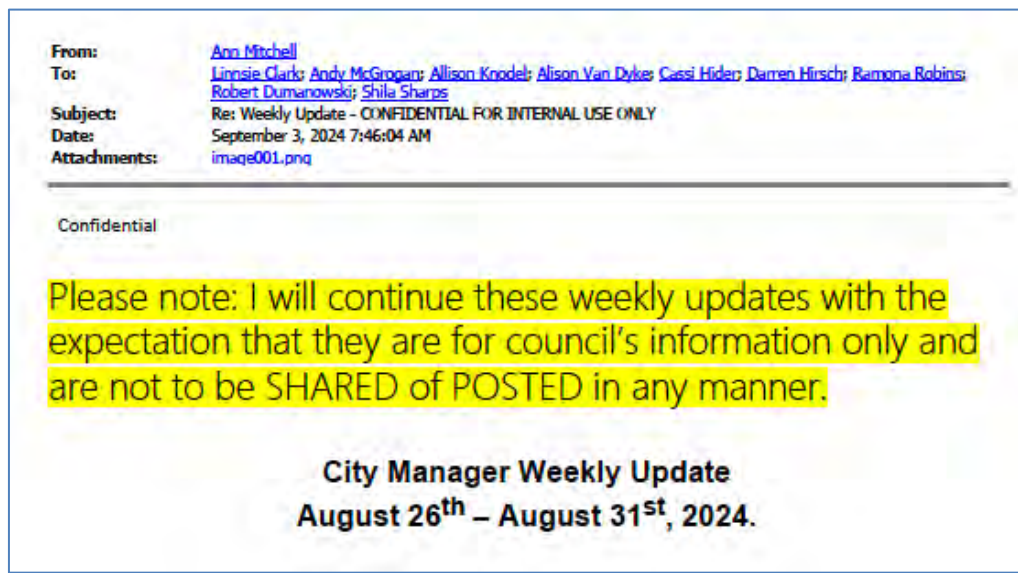 From: Ann Mitchell
To: Linnsie Clark; Andy McGrogan; Allison Knodel; Alison Van Dyke; Cassi Hider; Darren Hirsch; Ramona Robins;
Robert Dumanowski; Shila Sharps
Subject: Re: Weekly Update - CONFIDENTIAL FOR INTERNAL USE ONLY
Date: September 3, 2024 7:46:04 AM
Attachments: image001.png
Confidential
Please note: I will continue these weekly updates with the
expectation that they are for council's information only and
are not to be SHARED of POSTED in any manner.
City Manager Weekly Update
August 26th – August 31st, 2024.